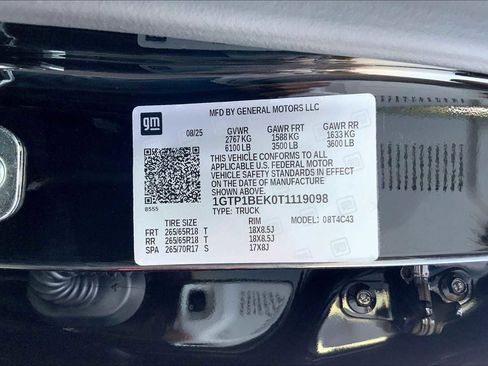 gm
MFD BY GENERAL MOTORS LLC
08/25 GVWR GAWR FRT GAWR RR
2767 KG 1588 KG 1633 KG
6100 LB 3500 LB 3600 LB
THIS VEHICLE CONFORMS TO ALL
APPLICABLE U.S. FEDERAL MOTOR
VEHICLE SAFETY STANDARDS IN EFFECT
ON THE DATE OF MANUFACTURE
8555 1GTP1BEK0T1119098
TYPE: TRUCK
TIRE SIZE RIM MODEL: 08T4C43
FRT 265/65R18 T 18X8.5J
RR 265/65R18 T 18X8.5J
SPA 265/70R17 S 17X8J